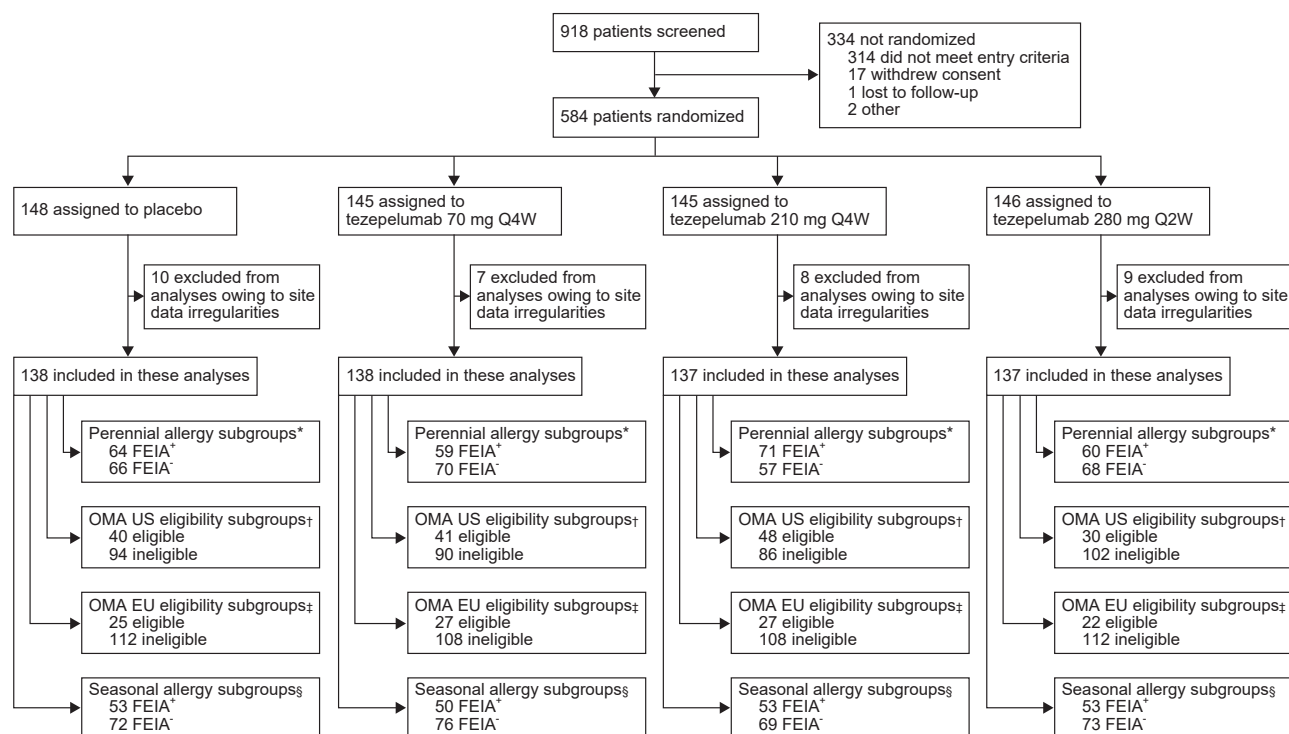 918 patients screened
334 not randomized
314 did not meet entry criteria
17 withdrew consent
1 lost to follow-up
2 other
584 patients randomized
148 assigned to placebo
145 assigned to
tezepelumab 70 mg Q4W
145 assigned to
tezepelumab 210 mg Q4W
146 assigned to
tezepelumab 280 mg Q2W
10 excluded from
analyses owing to site
data irregularities
7 excluded from
analyses owing to site
data irregularities
8 excluded from
analyses owing to site
data irregularities
9 excluded from
analyses owing to site
data irregularities
138 included in these analyses
138 included in these analyses
137 included in these analyses
137 included in these analyses
Perennial allergy subgroups*
64 FEIA⁺
66 FEIA⁻
Perennial allergy subgroups*
59 FEIA⁺
70 FEIA⁻
Perennial allergy subgroups*
71 FEIA⁺
57 FEIA⁻
Perennial allergy subgroups*
60 FEIA⁺
68 FEIA⁻
OMA US eligibility subgroups†
40 eligible
94 ineligible
OMA US eligibility subgroups†
41 eligible
90 ineligible
OMA US eligibility subgroups†
48 eligible
86 ineligible
OMA US eligibility subgroups†
30 eligible
102 ineligible
OMA EU eligibility subgroups‡
25 eligible
112 ineligible
OMA EU eligibility subgroups‡
27 eligible
108 ineligible
OMA EU eligibility subgroups‡
27 eligible
108 ineligible
OMA EU eligibility subgroups‡
22 eligible
112 ineligible
Seasonal allergy subgroups§
53 FEIA⁺
72 FEIA⁻
Seasonal allergy subgroups§
50 FEIA⁺
76 FEIA⁻
Seasonal allergy subgroups§
53 FEIA⁺
69 FEIA⁻
Seasonal allergy subgroups§
53 FEIA⁺
73 FEIA⁻